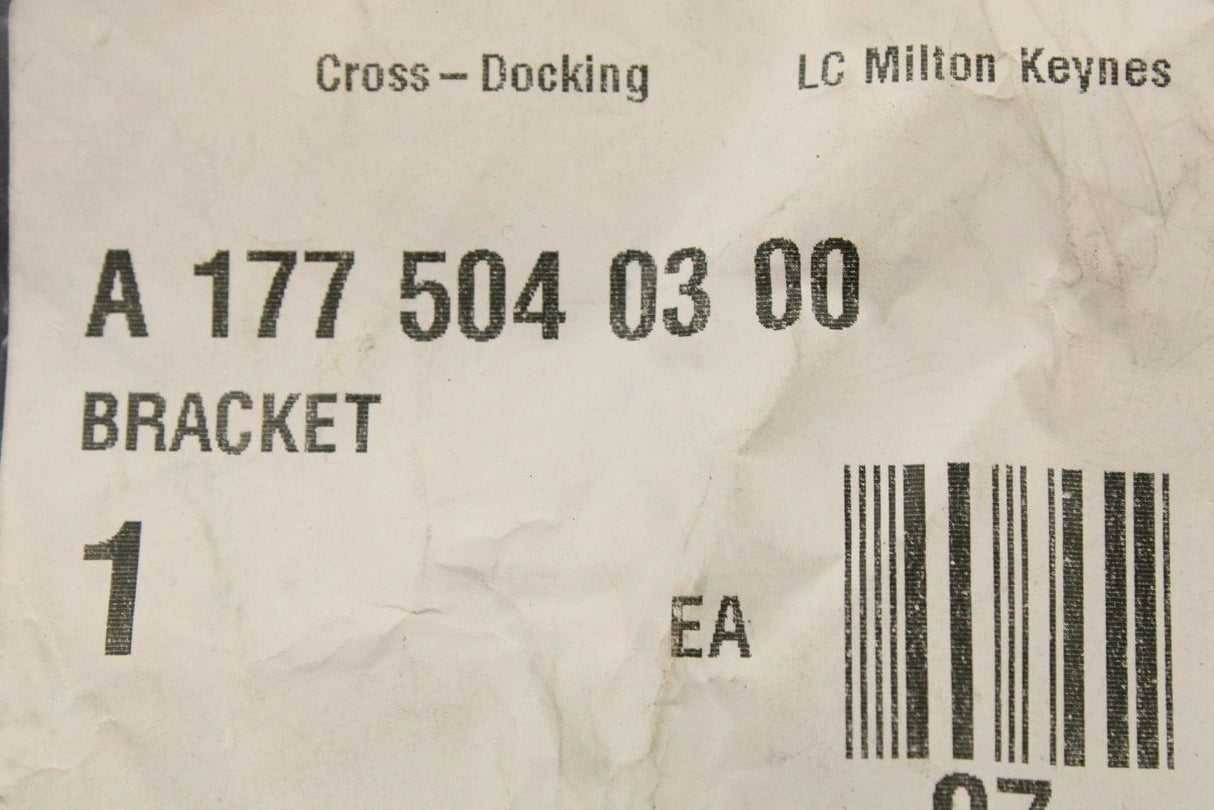 Cross-Docking LC Milton Keynes
A 177 504 03 00
BRACKET
1 EA